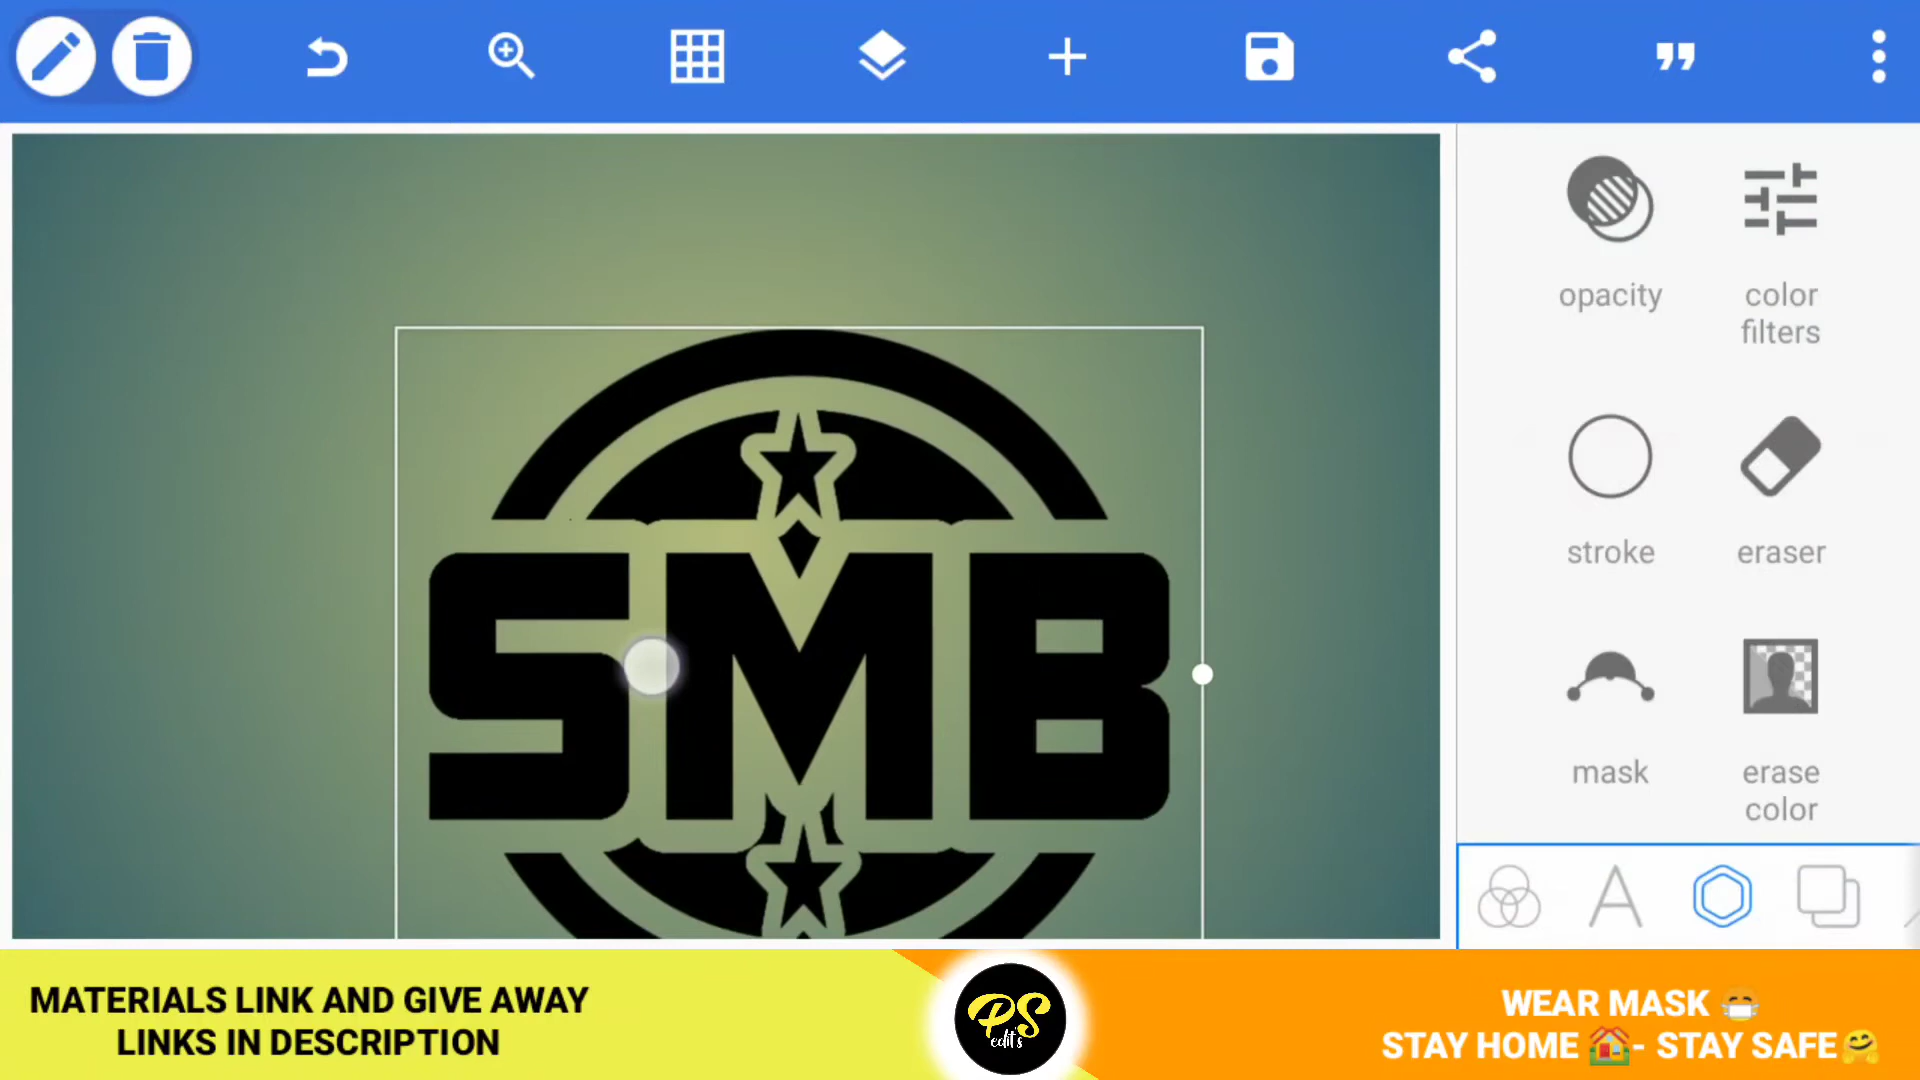 opacity
color
filters
SMB
stroke
eraser
mask
erase
color
MATERIALS LINK AND GIVE AWAY
LINKS IN DESCRIPTION
PS
edit's
WEAR MASK 😷
STAY HOME 🏠- STAY SAFE🤗